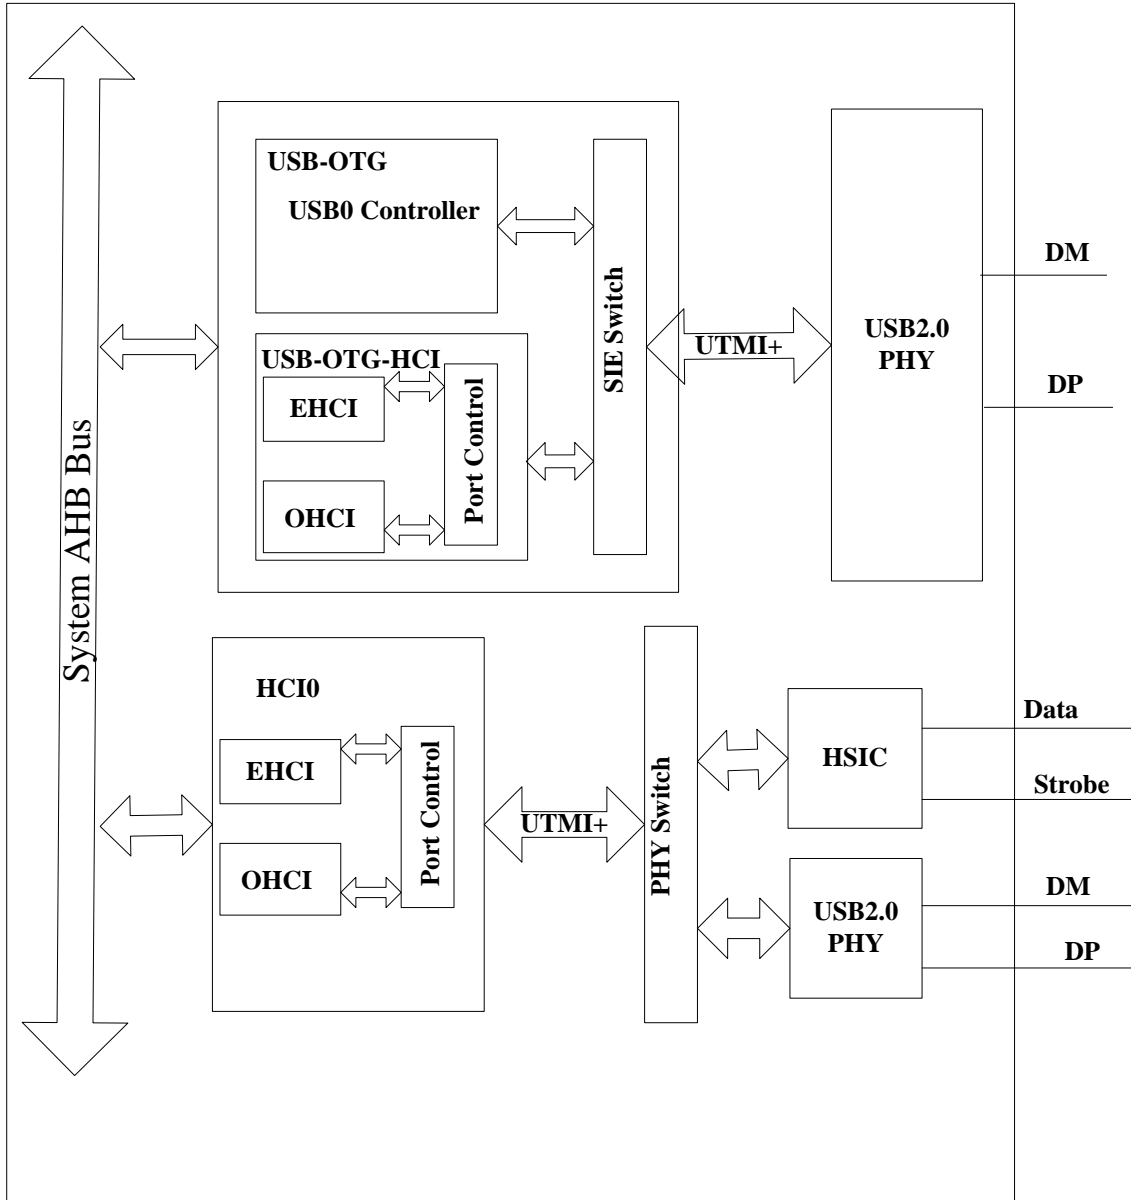 System AHB Bus
USB-OTG
USB0 Controller
USB-OTG-HCI
EHCI
OHCI
Port Control
SIE Switch
UTMI+
USB2.0
PHY
DM
DP
HCI0
EHCI
OHCI
Port Control
UTMI+
PHY Switch
HSIC
Data
Strobe
USB2.0
PHY
DM
DP